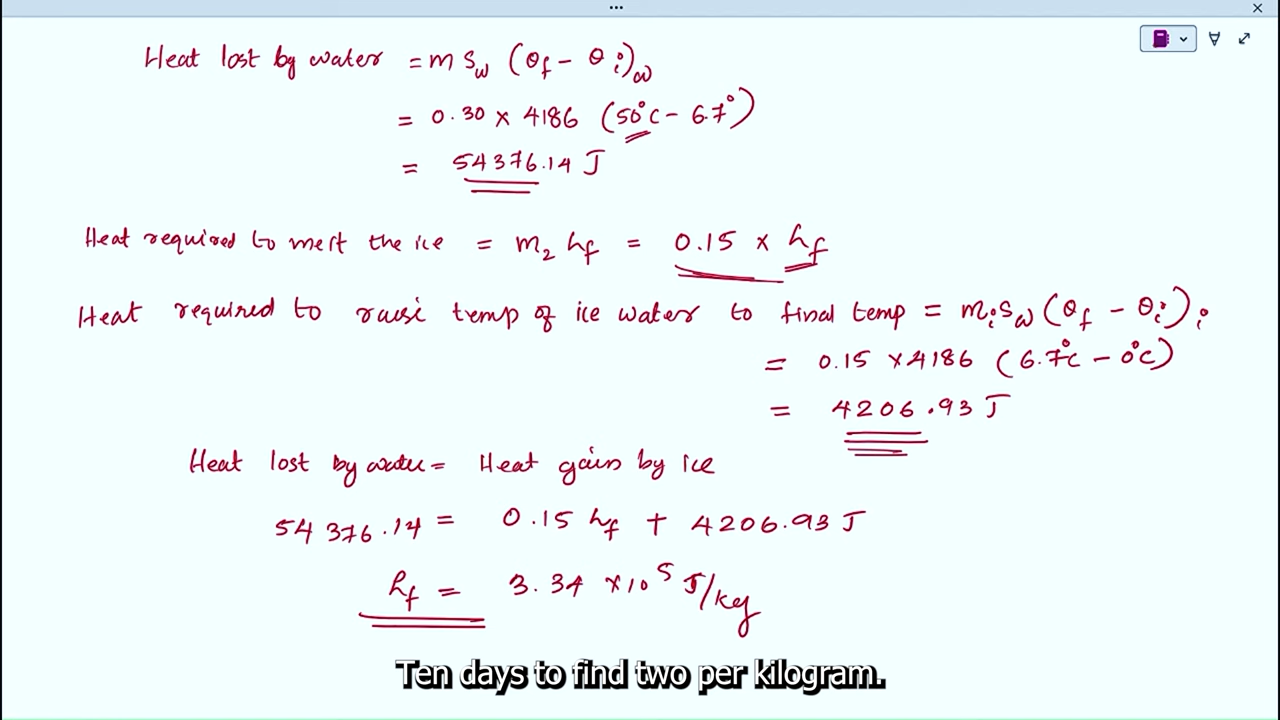 Heat lost by water = m S_w (θ_f - θ_i)_w
= 0.30 × 4186 (50°C - 6.7°)
= 54376.14 J
Heat required to melt the ice = m₂ h_f = 0.15 × h_f
Heat required to raise temp of ice water to final temp = m_i S_w (θ_f - θ_i)_i
= 0.15 × 4186 (6.7°C - 0°C)
= 4206.93 J
Heat lost by water = Heat gain by ice
54376.14 = 0.15 h_f + 4206.93 J
h_f = 3.34 × 10⁵ J/kg
Ten days to find two per kilogram.